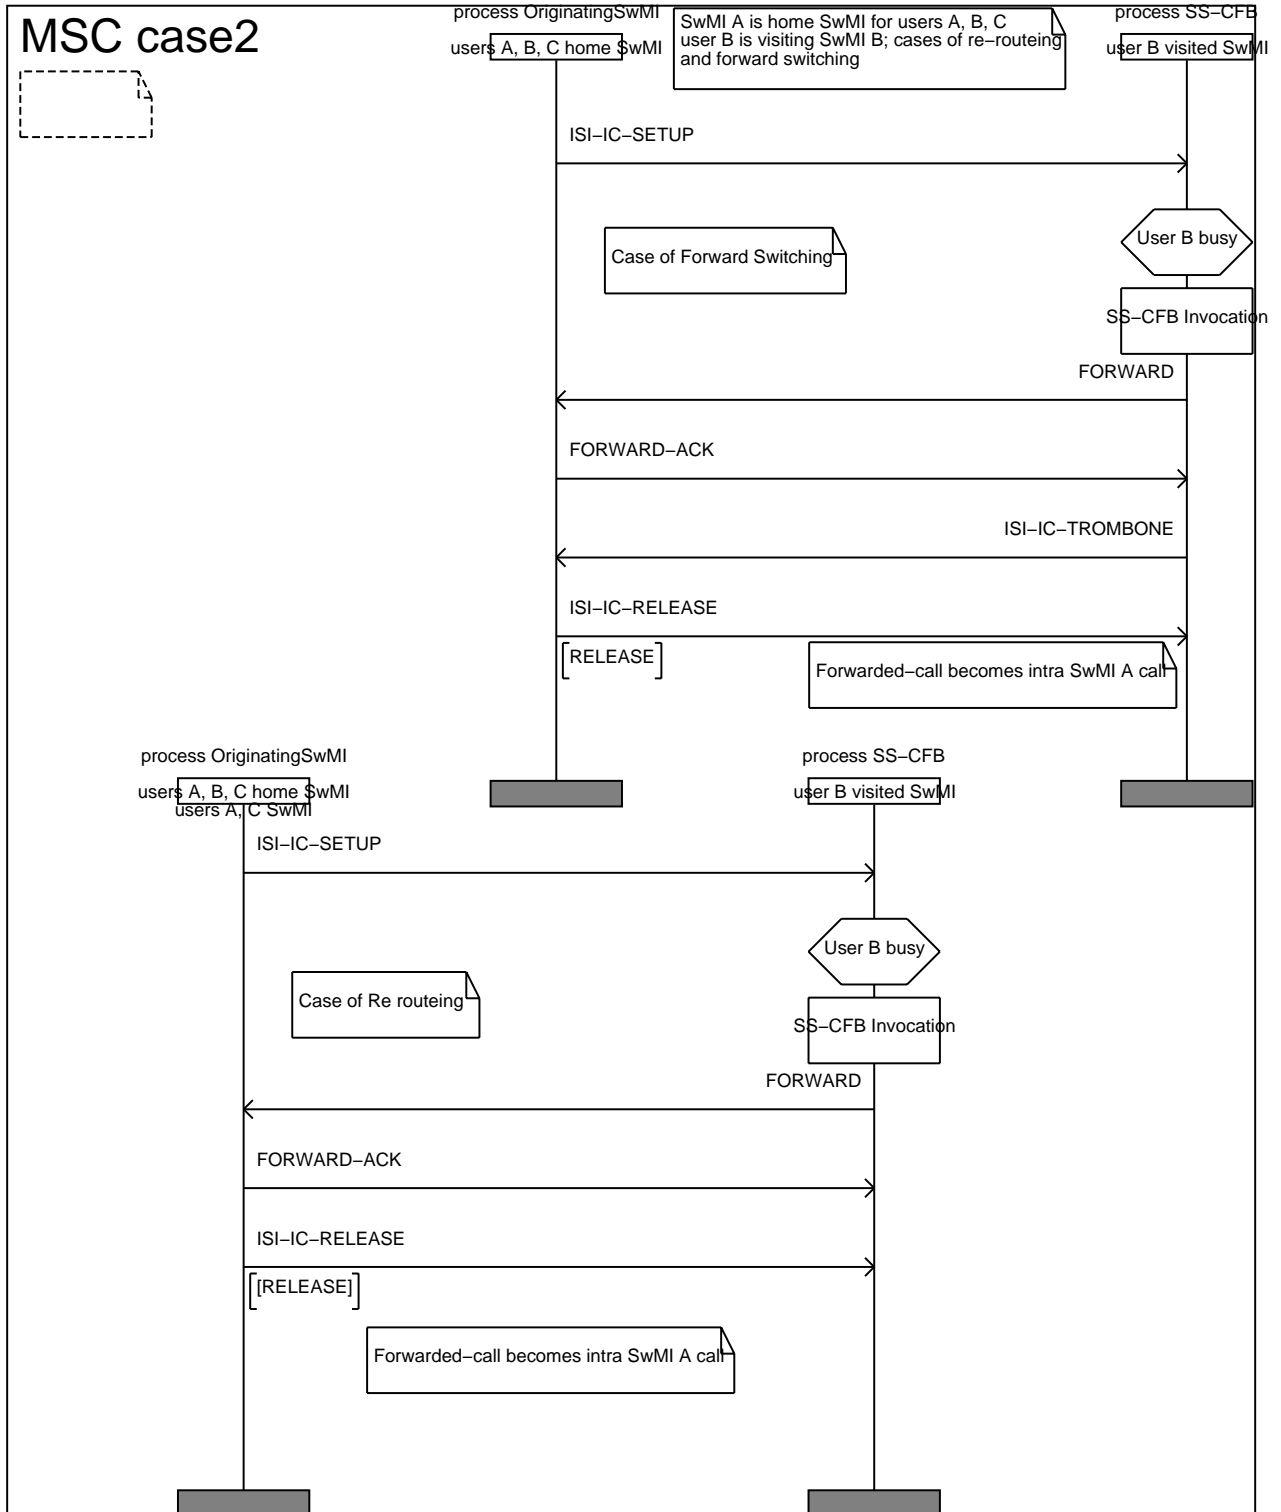 MSC case2
process OriginatingSwMI
users A, B, C home SwMI
SwMI A is home SwMI for users A, B, C
user B is visiting SwMI B; cases of re–routeing
and forward switching
process SS–CFB
user B visited SwMI
ISI–IC–SETUP
User B busy
Case of Forward Switching
SS–CFB Invocation
FORWARD
FORWARD–ACK
ISI–IC–TROMBONE
ISI–IC–RELEASE
RELEASE
Forwarded–call becomes intra SwMI A call
process OriginatingSwMI
users A, B, C home SwMI
users A, C SwMI
process SS–CFB
user B visited SwMI
ISI–IC–SETUP
User B busy
Case of Re routeing
SS–CFB Invocation
FORWARD
FORWARD–ACK
ISI–IC–RELEASE
[RELEASE]
Forwarded–call becomes intra SwMI A call